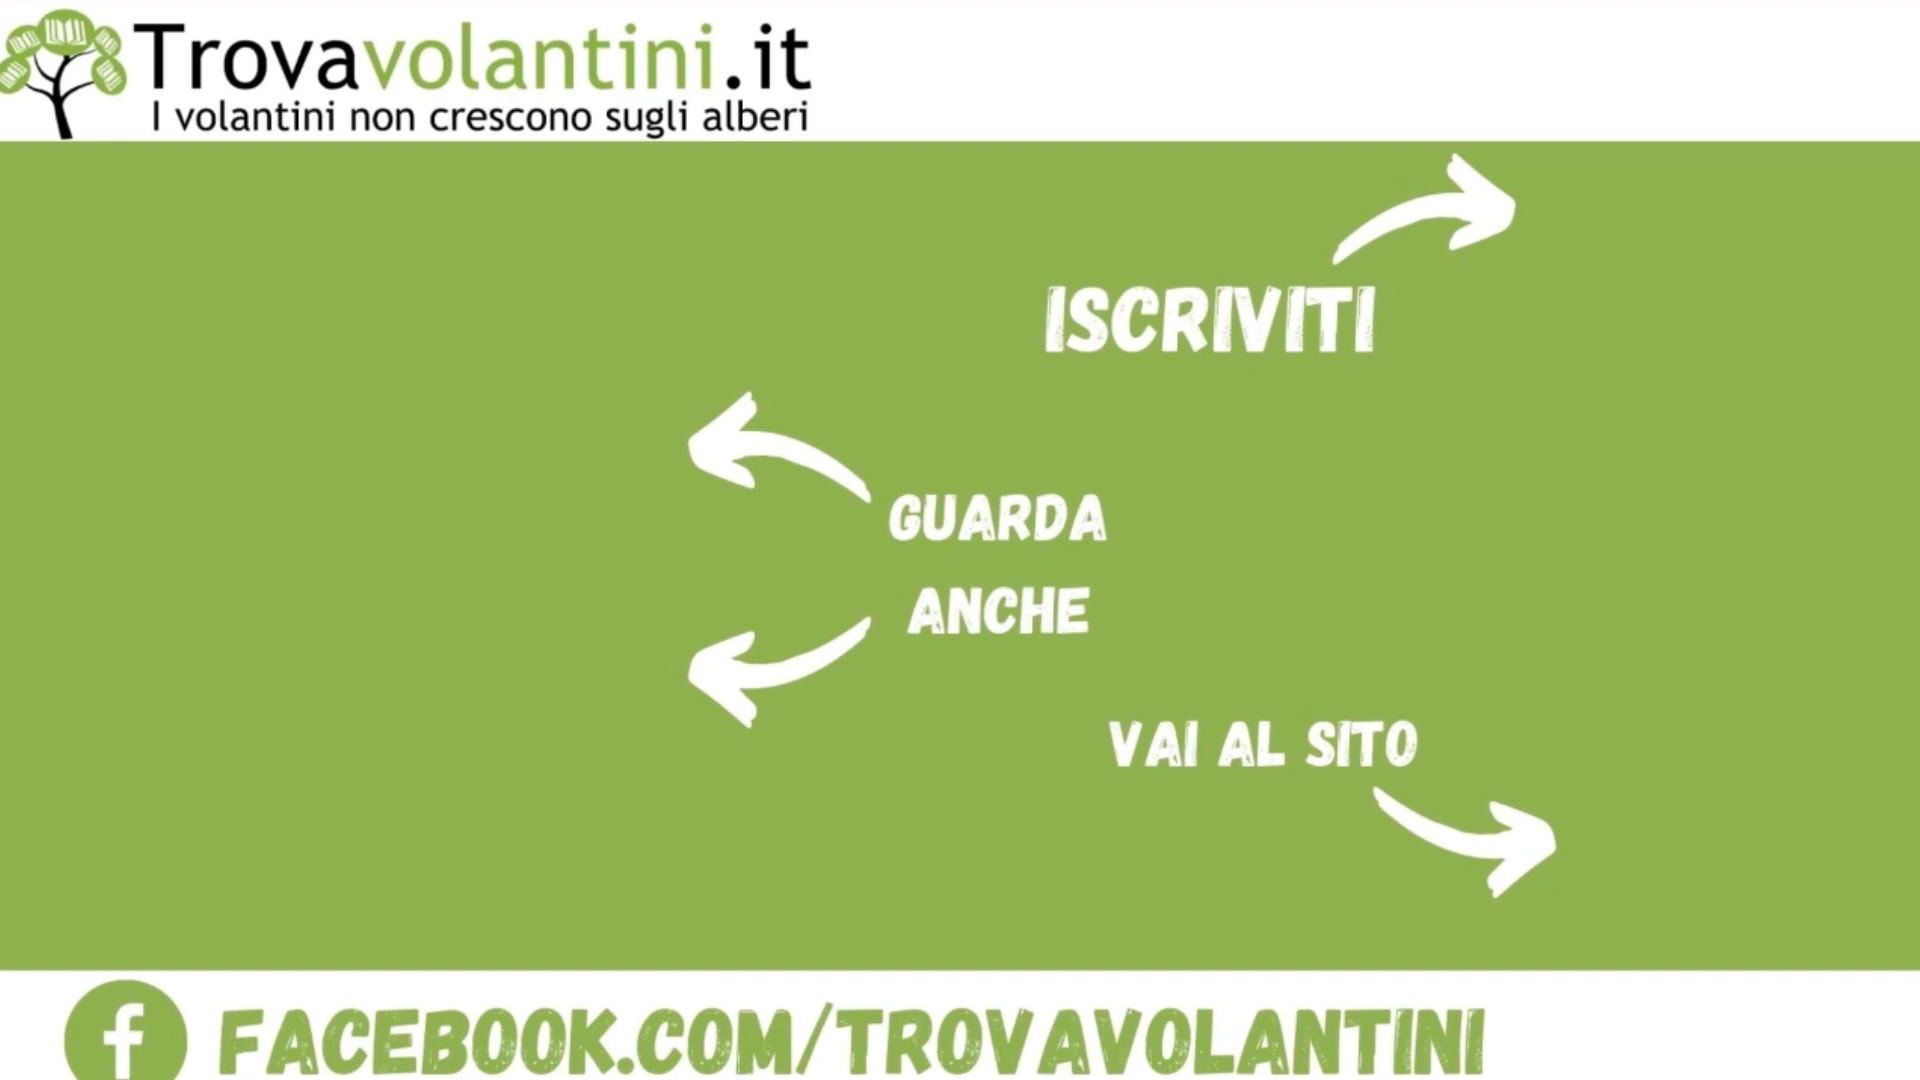 Trovavolantini.it
I volantini non crescono sugli alberi
ISCRIVITI
GUARDA
ANCHE
VAI AL SITO
f FACEBOOK.COM/TROVAVOLANTINI